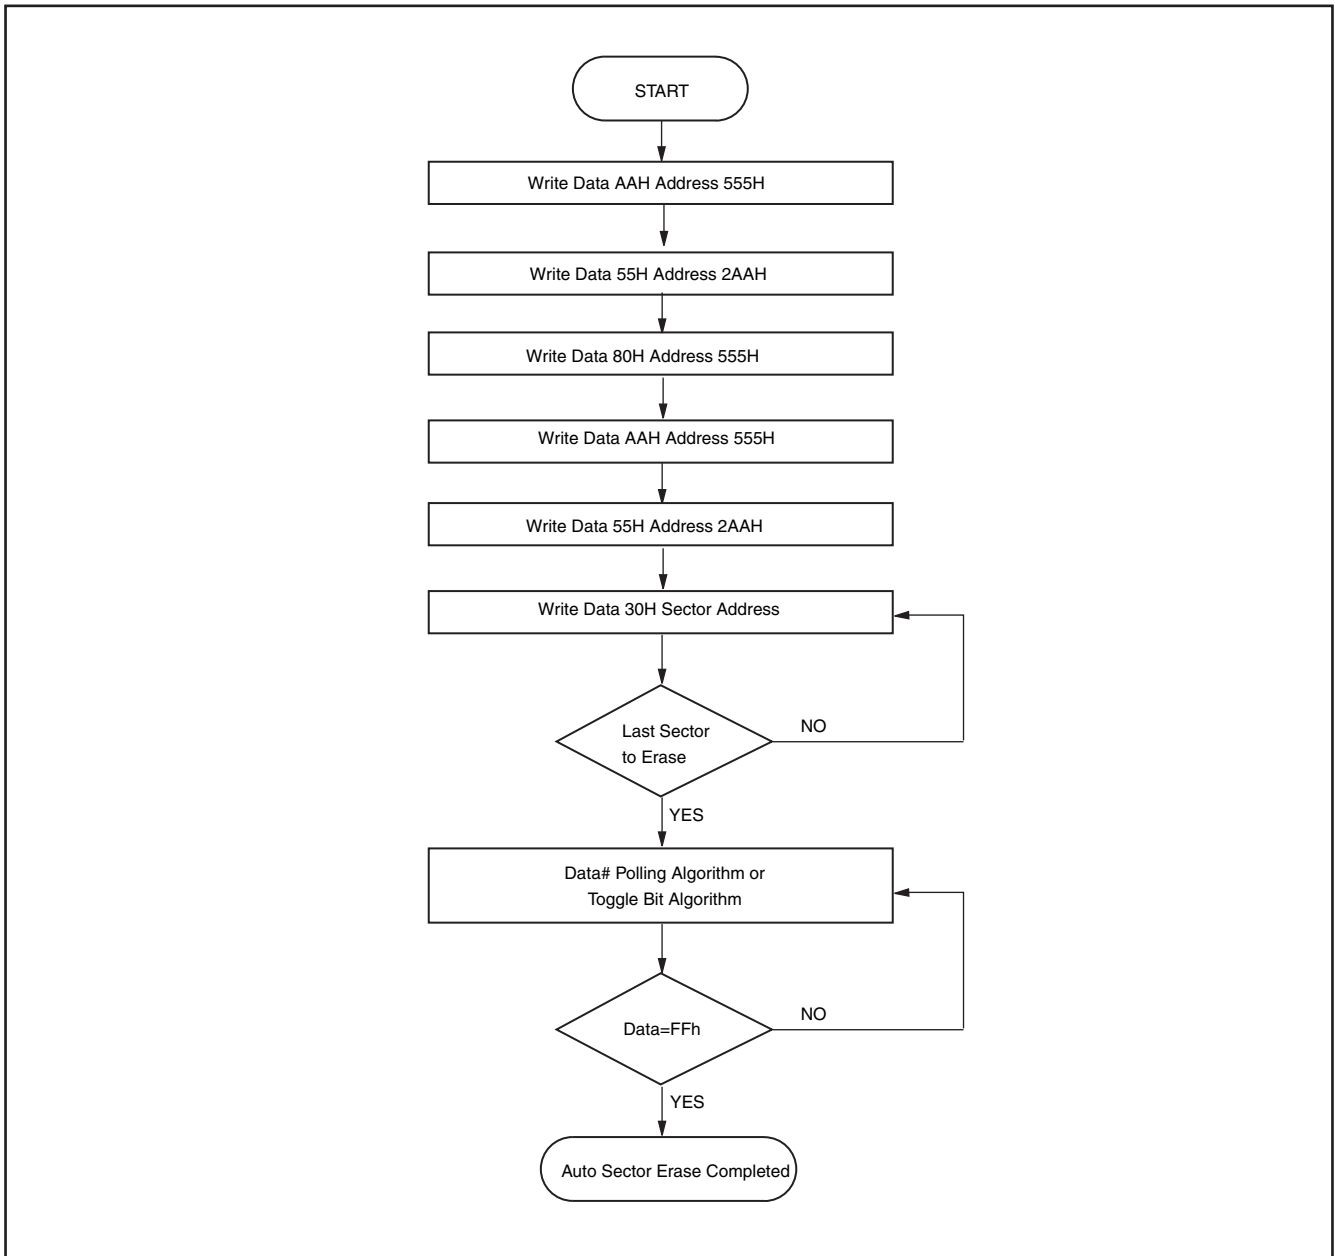 START
Write Data AAH Address 555H
Write Data 55H Address 2AAH
Write Data 80H Address 555H
Write Data AAH Address 555H
Write Data 55H Address 2AAH
Write Data 30H Sector Address
Last Sector
to Erase
NO
YES
Data# Polling Algorithm or
Toggle Bit Algorithm
Data=FFh
NO
YES
Auto Sector Erase Completed